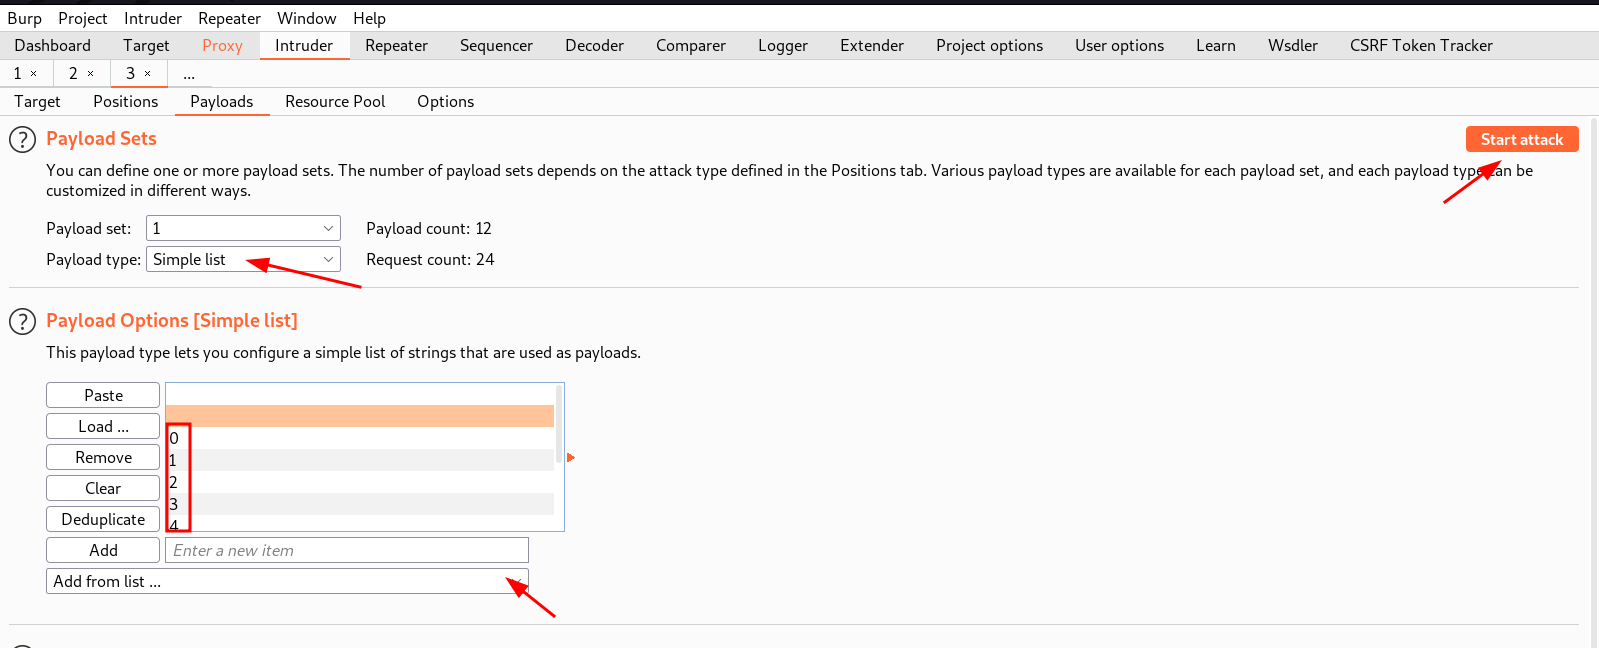 Burp Project Intruder Repeater Window Help
Dashboard Target Proxy Intruder Repeater Sequencer Decoder Comparer Logger Extender Project options User options Learn Wsdler CSRF Token Tracker
1 × 2 × 3 × ...
Target Positions Payloads Resource Pool Options
? Payload Sets Start attack
You can define one or more payload sets. The number of payload sets depends on the attack type defined in the Positions tab. Various payload types are available for each payload set, and each payload type can be
customized in different ways.
Payload set: 1 Payload count: 12
Payload type: Simple list Request count: 24
? Payload Options [Simple list]
This payload type lets you configure a simple list of strings that are used as payloads.
Paste
Load ...
0
Remove
1
2
Clear
3
Deduplicate
4
Add Enter a new item
Add from list ...